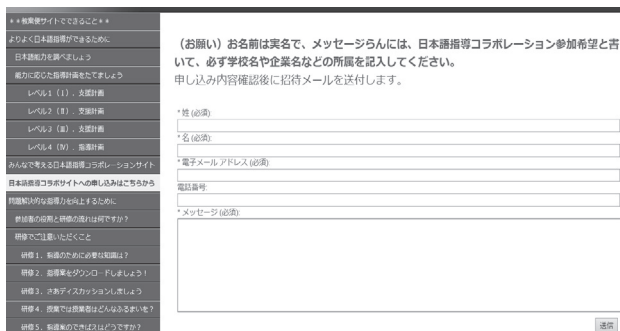 ＊＊教案便サイトでできること＊＊
よりよく日本語指導ができるために
日本語能力を調べましょう
能力に応じた指導計画をたてましょう
レベル１（Ⅰ）．支援計画
レベル２（Ⅱ）．支援計画
レベル３（Ⅲ）．指導計画
レベル４（Ⅳ）．指導計画
みんなで考える日本語指導コラボレーションサイト
日本語指導コラボサイトへの申し込みはこちらから
問題解決的な指導力を向上するために
参加者の役割と研修の流れは何ですか？
研修でご注意いただくこと
研修１．指導のために必要な知識は？
研修２．指導案をダウンロードしましょう！
研修３．さあディスカッションしましょう
研修４．授業では授業者はどんなふるまいを？
研修５．指導案のできばえはどうですか？
（お願い）お名前は実名で、メッセージらんには、日本語指導コラボレーション参加希望と書
いて、必ず学校名や企業名などの所属を記入してください。
申し込み内容確認後に招待メールを送付します。
*姓 (必須):
*名 (必須):
*電子メール アドレス (必須):
電話番号:
*メッセージ (必須):
送信